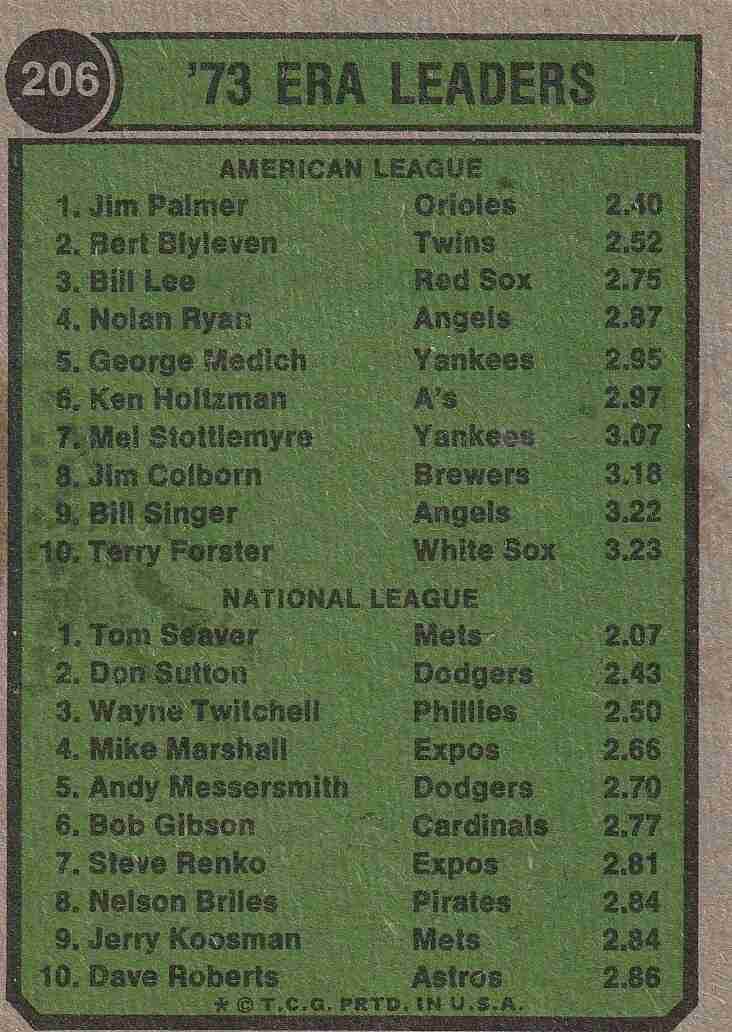 206 '73 ERA LEADERS
AMERICAN LEAGUE
1. Jim Palmer Orioles 2.40
2. Bert Blyleven Twins 2.52
3. Bill Lee Red Sox 2.75
4. Nolan Ryan Angels 2.87
5. George Medich Yankees 2.95
6. Ken Holtzman A's 2.97
7. Mel Stottlemyre Yankees 3.07
8. Jim Colborn Brewers 3.18
9. Bill Singer Angels 3.22
10. Terry Forster White Sox 3.23
NATIONAL LEAGUE
1. Tom Seaver Mets 2.07
2. Don Sutton Dodgers 2.43
3. Wayne Twitchell Phillies 2.50
4. Mike Marshall Expos 2.66
5. Andy Messersmith Dodgers 2.70
6. Bob Gibson Cardinals 2.77
7. Steve Renko Expos 2.81
8. Nelson Briles Pirates 2.84
9. Jerry Koosman Mets 2.84
10. Dave Roberts Astros 2.86
* © T.C.G. PRTD. IN U.S.A.